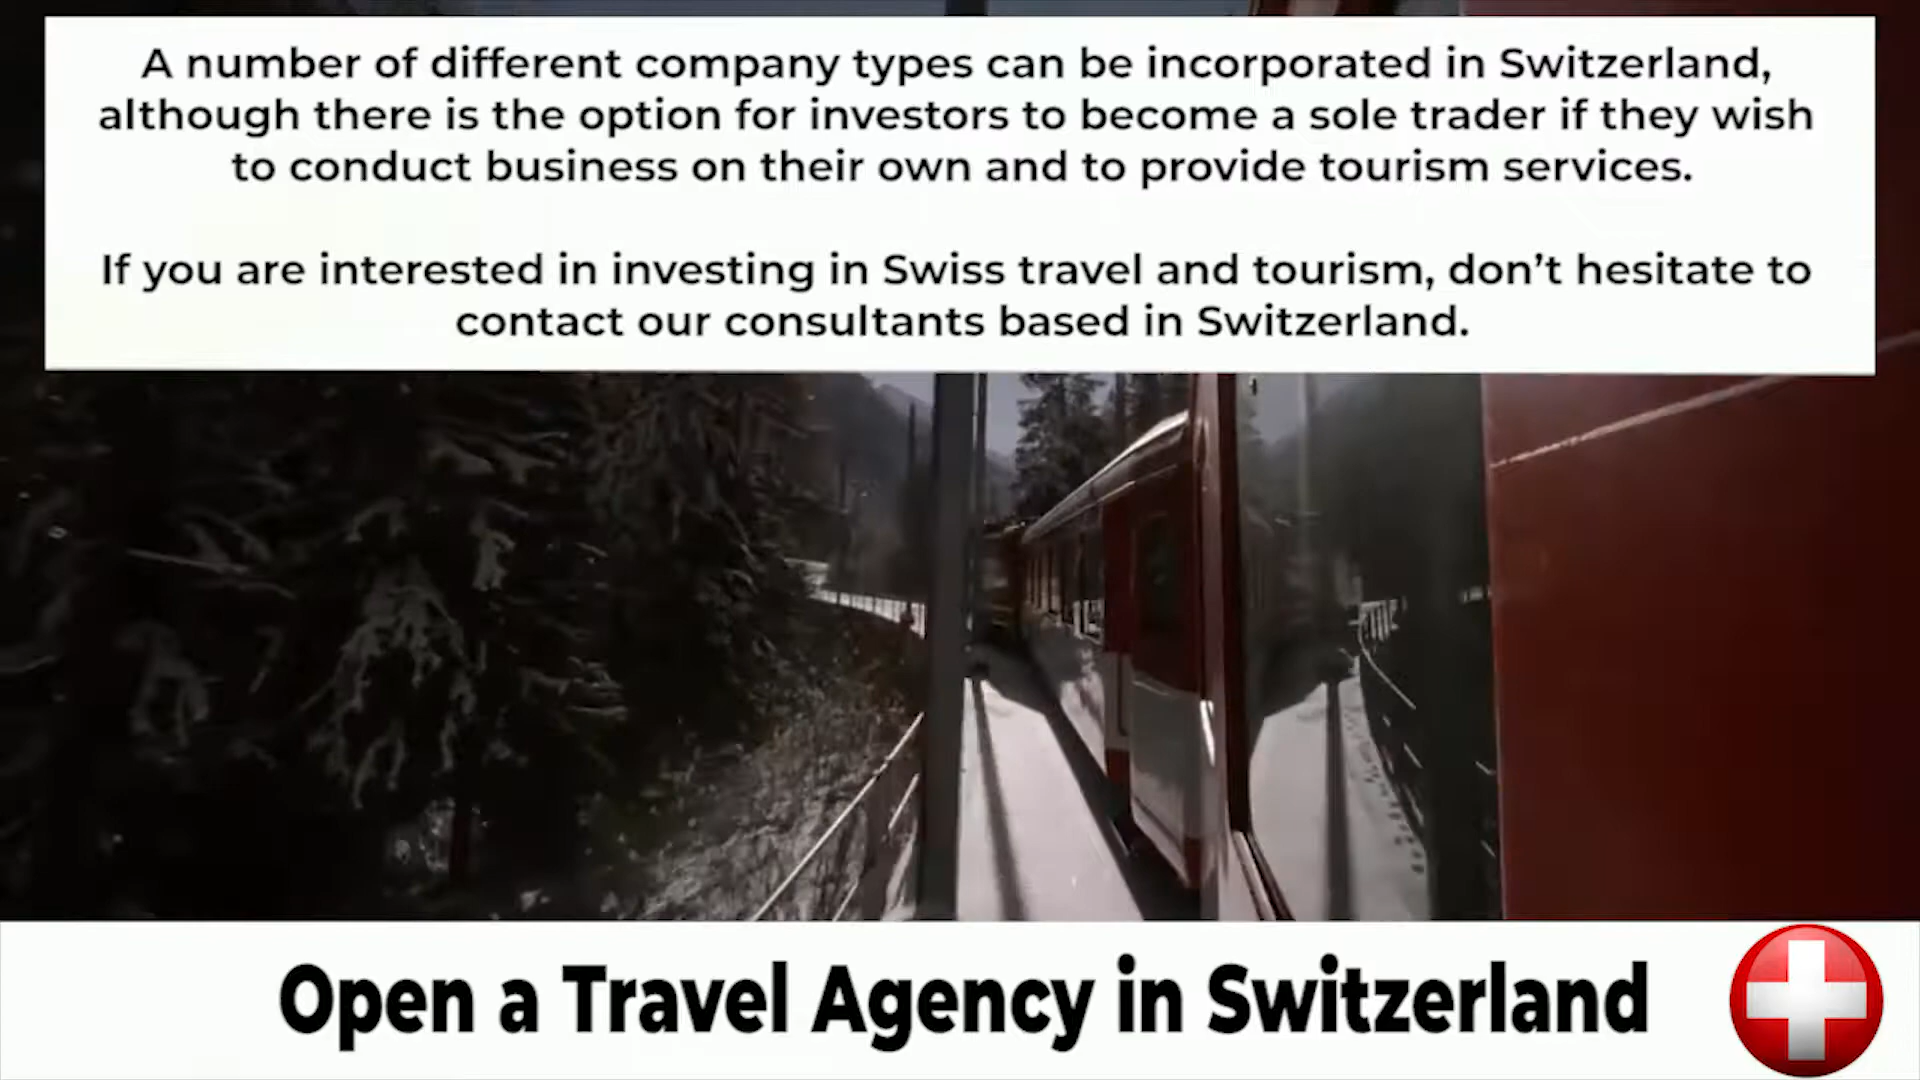 A number of different company types can be incorporated in Switzerland,
although there is the option for investors to become a sole trader if they wish
to conduct business on their own and to provide tourism services.
If you are interested in investing in Swiss travel and tourism, don’t hesitate to
contact our consultants based in Switzerland.
Open a Travel Agency in Switzerland